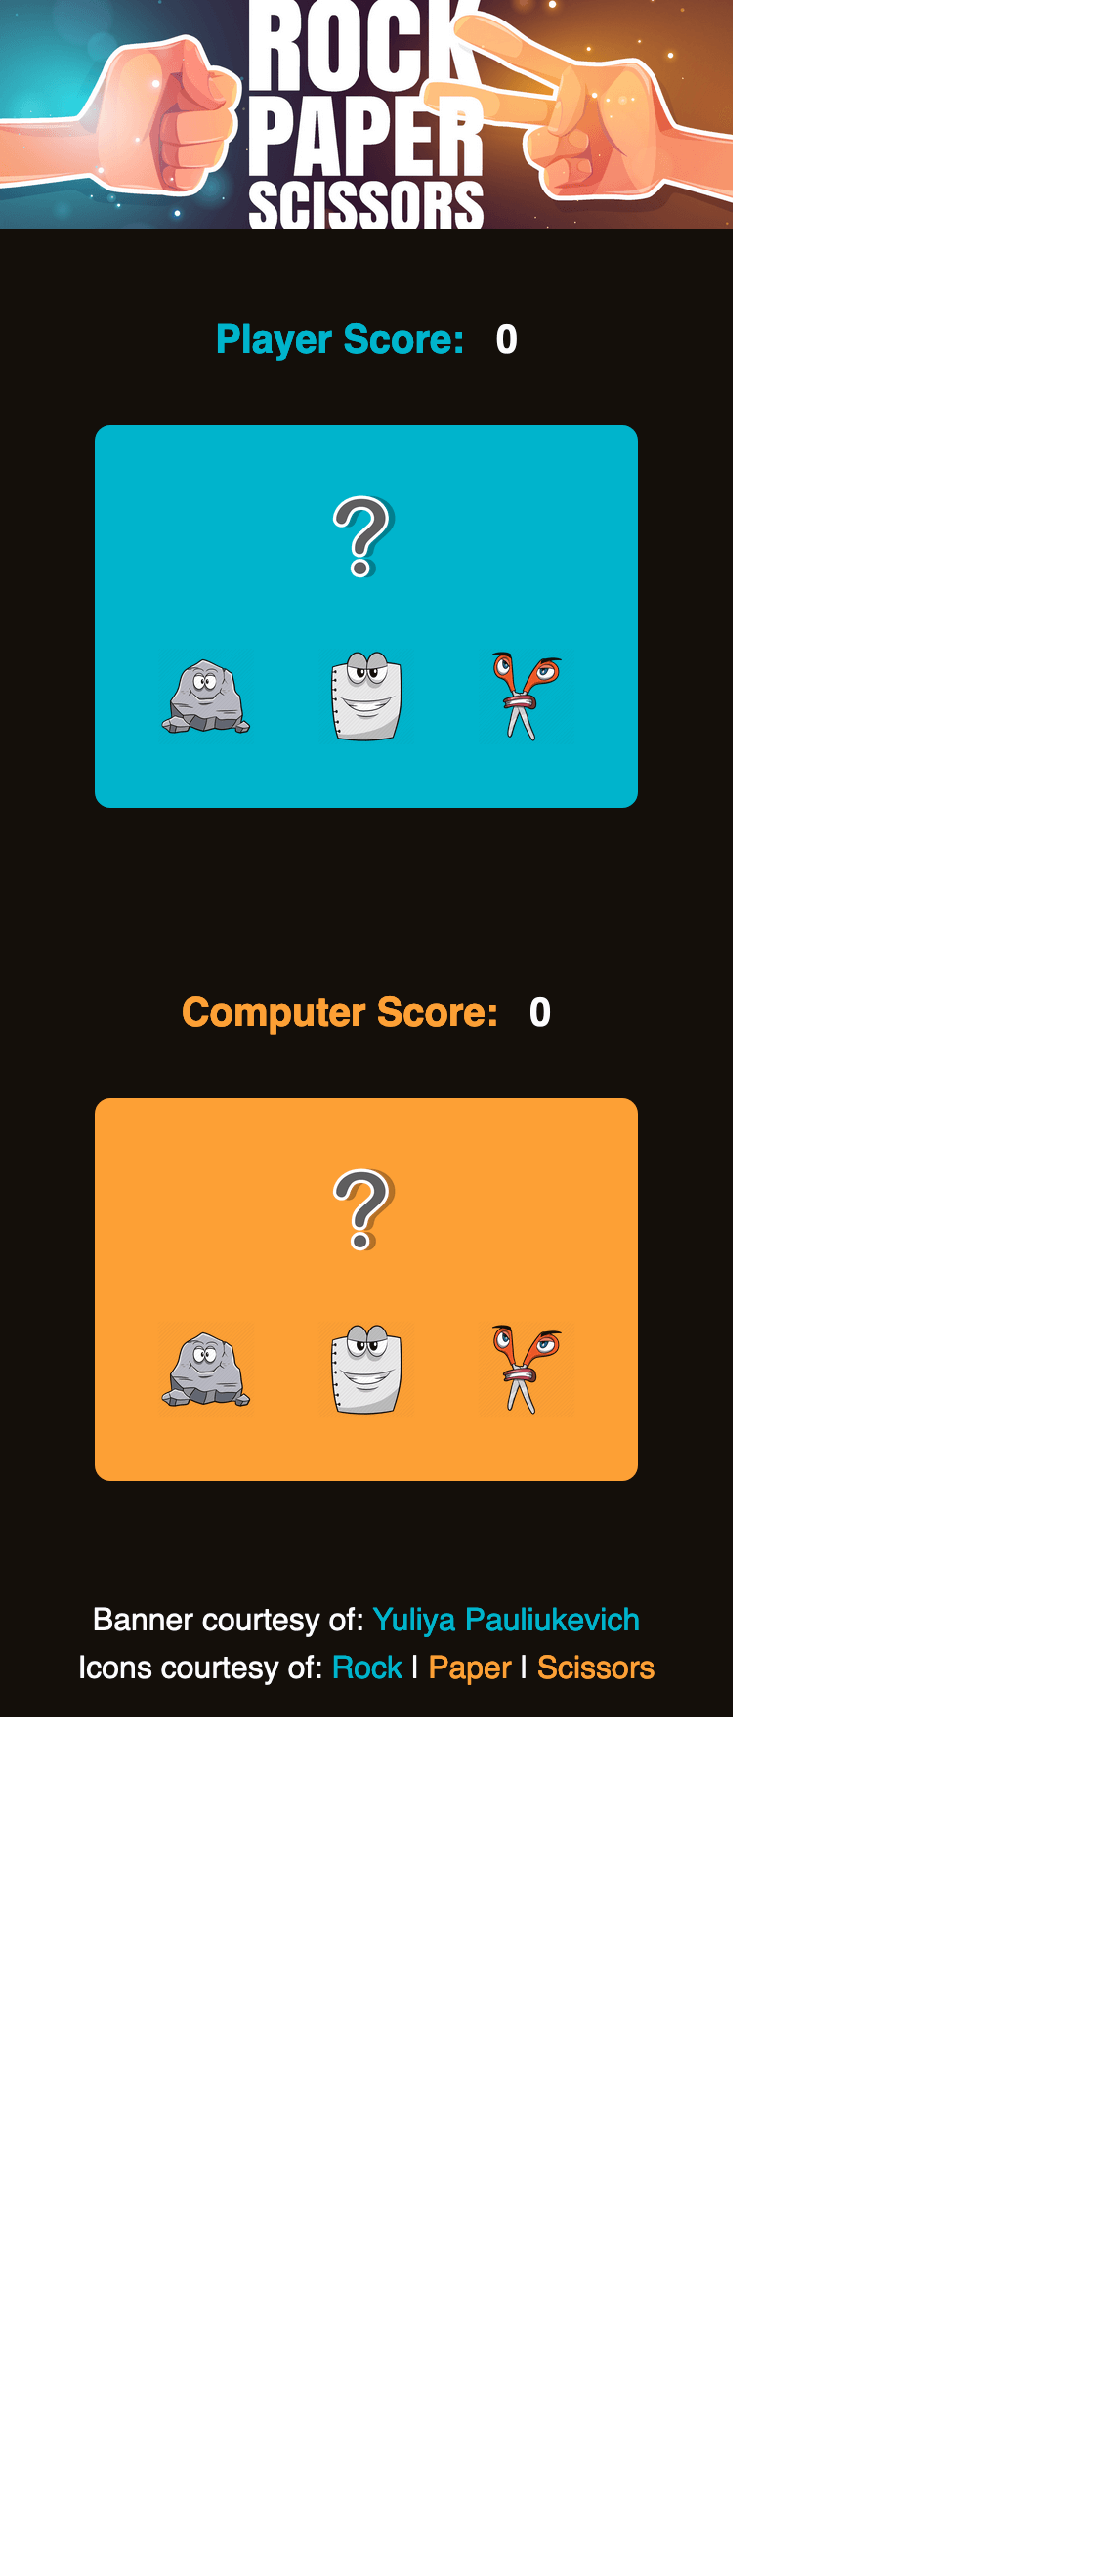 ROCK
PAPER
SCISSORS
Player Score: 0
?
Computer Score: 0
?
Banner courtesy of: Yuliya Pauliukevich
Icons courtesy of: Rock | Paper | Scissors